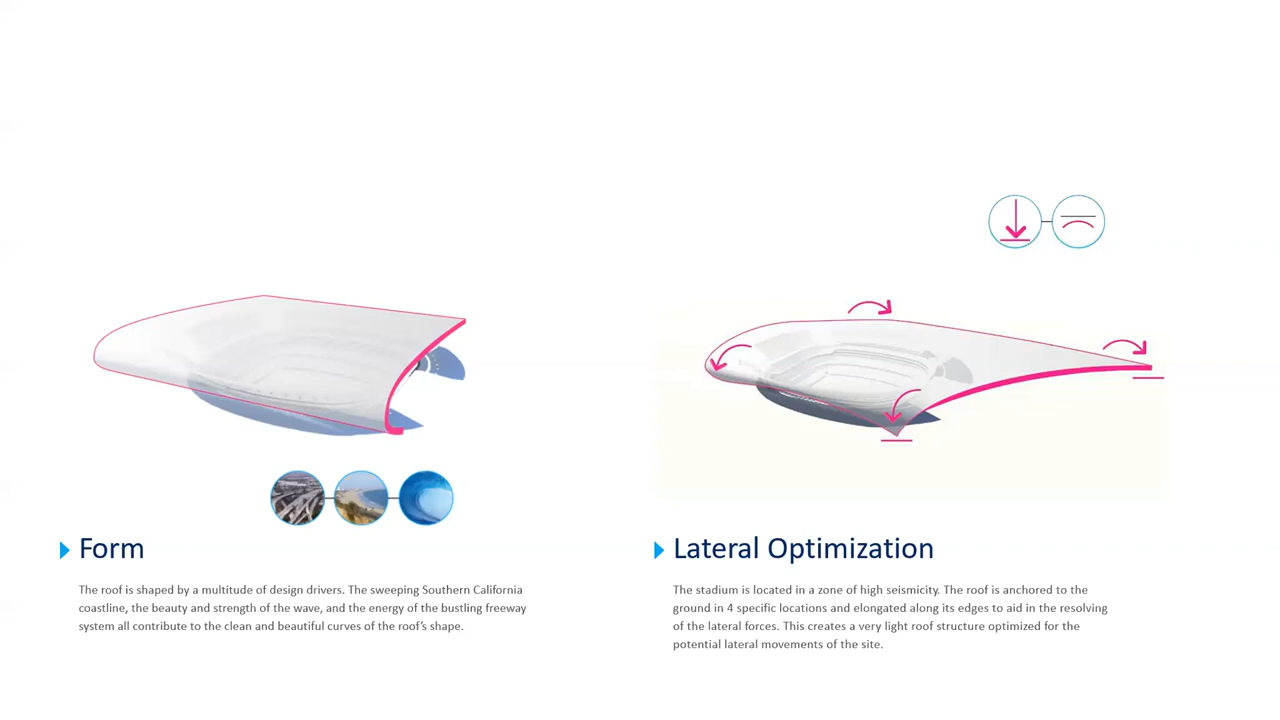 Form
The roof is shaped by a multitude of design drivers. The sweeping Southern California
coastline, the beauty and strength of the wave, and the energy of the bustling freeway
system all contribute to the clean and beautiful curves of the roof’s shape.
Lateral Optimization
The stadium is located in a zone of high seismicity. The roof is anchored to the
ground in 4 specific locations and elongated along its edges to aid in the resolving
of the lateral forces. This creates a very light roof structure optimized for the
potential lateral movements of the site.